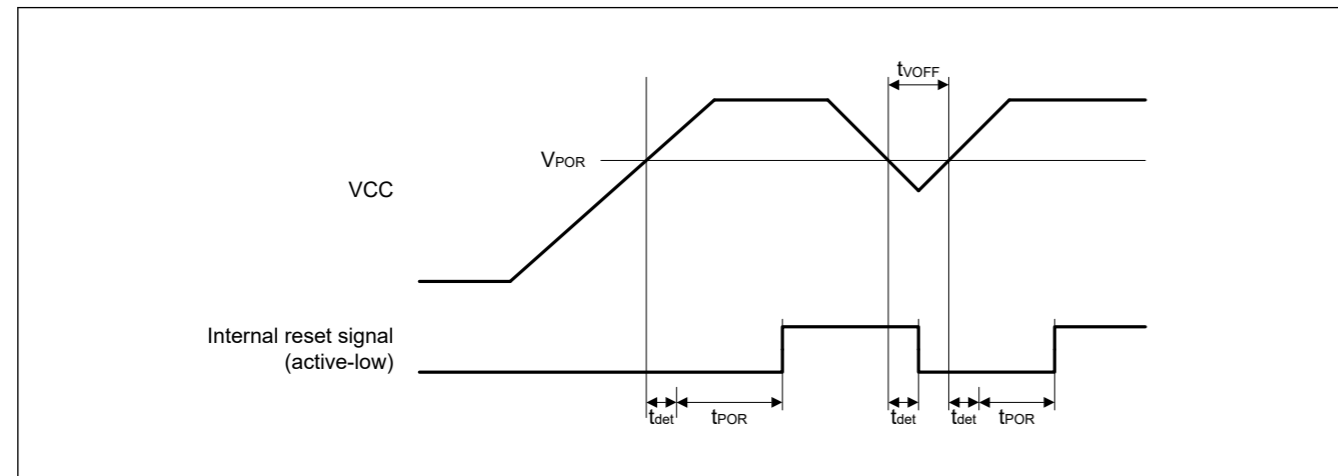 tVOFF
VPOR
VCC
Internal reset signal
(active-low)
tdet tPOR tdet tdet tPOR